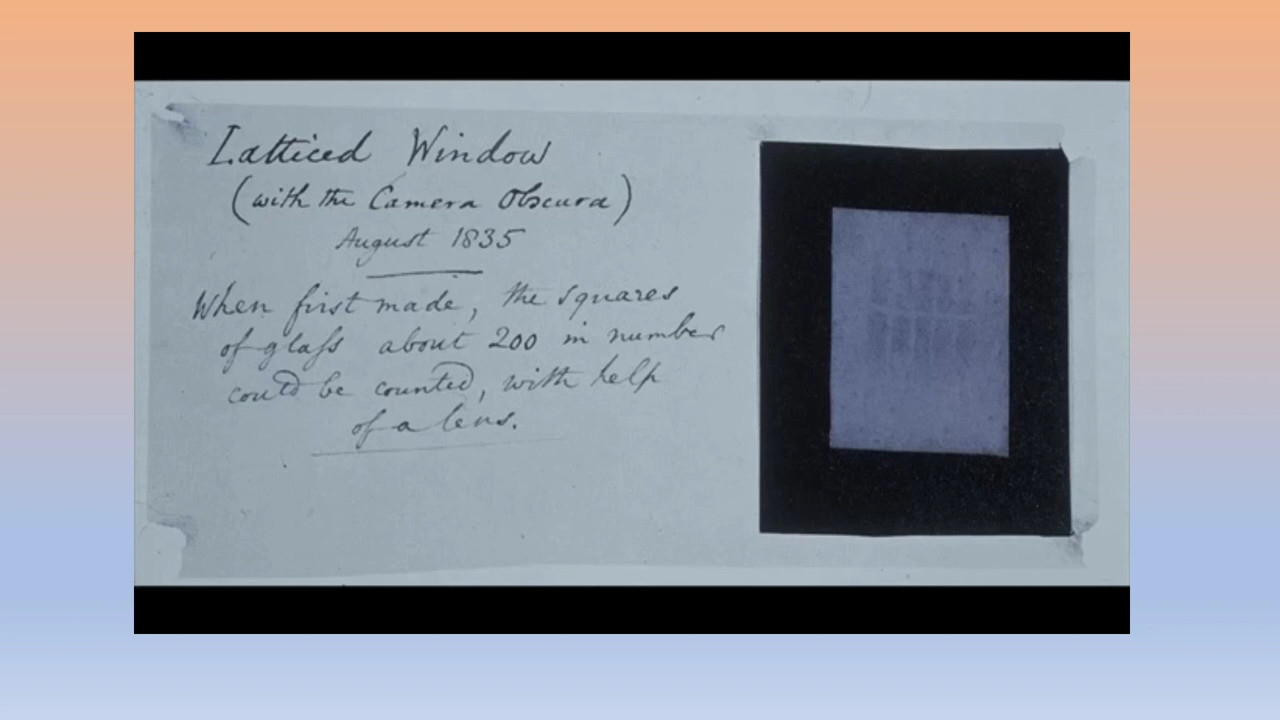 Latticed Window
(with the Camera Obscura)
August 1835
When first made, the squares
of glaſs about 200 in number
could be counted, with help
of a lens.